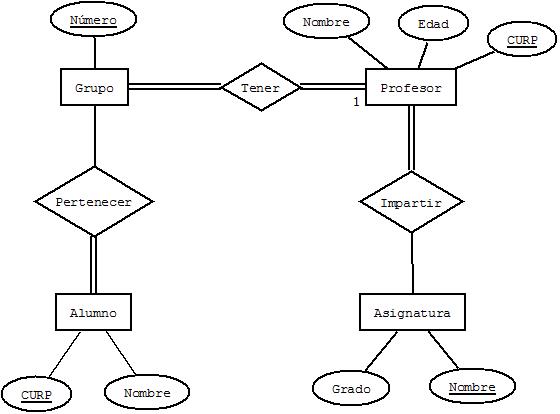 Número
Nombre
Edad
CURP
Grupo
Tener
Profesor
1
Pertenecer
Impartir
Alumno
Asignatura
CURP
Nombre
Grado
Nombre